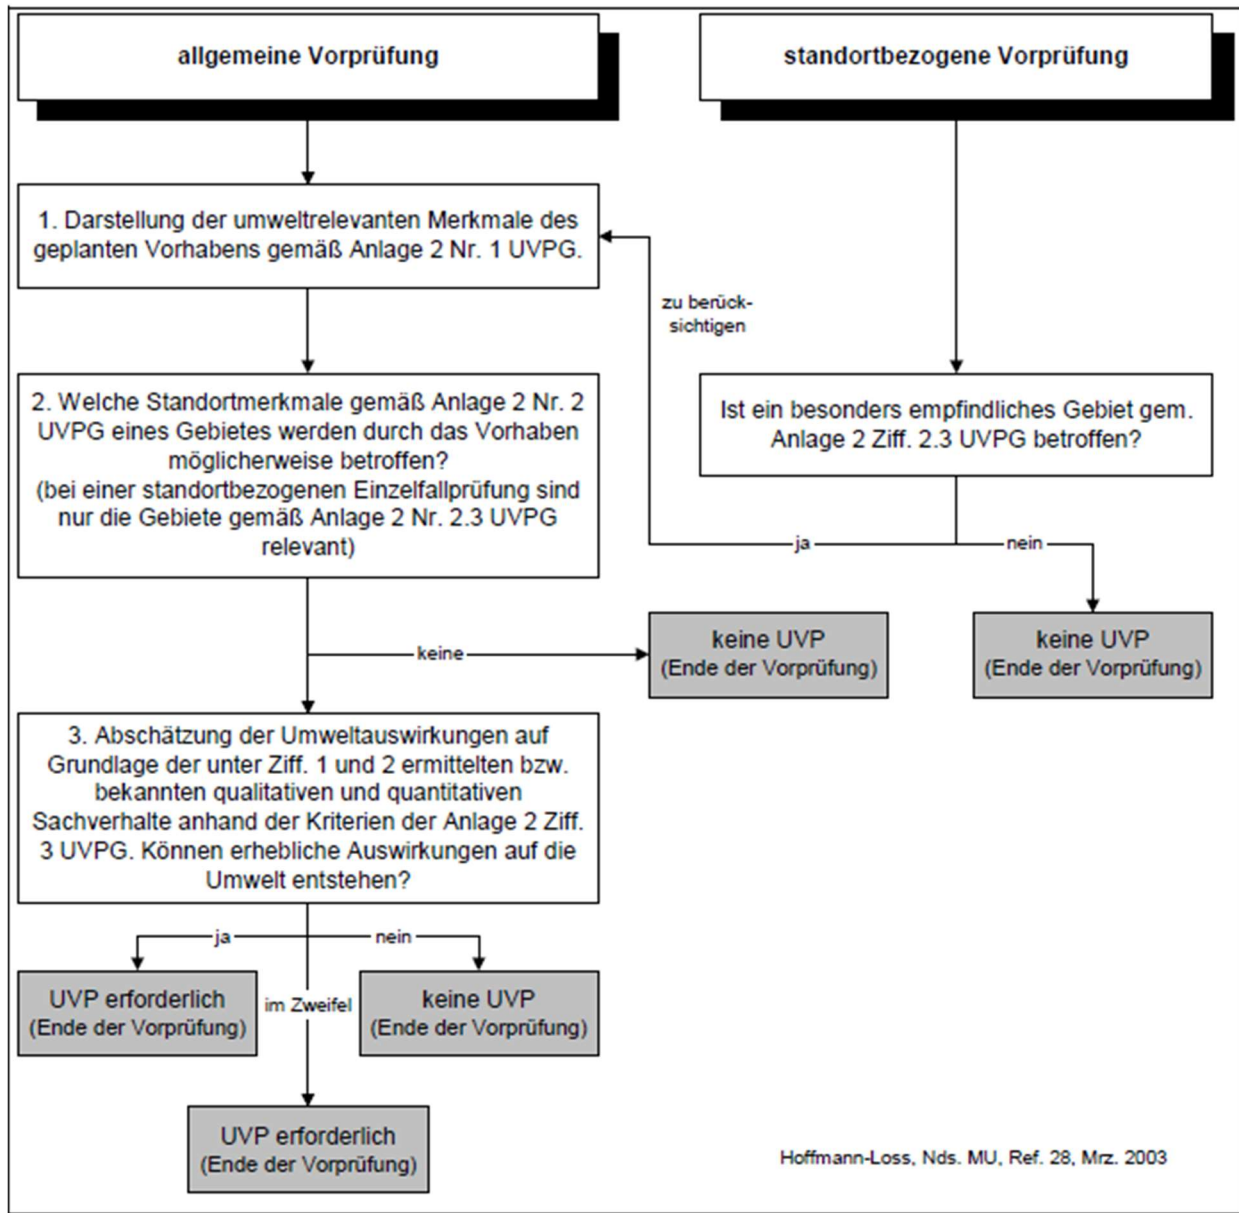 allgemeine Vorprüfung
standortbezogene Vorprüfung
1. Darstellung der umweltrelevanten Merkmale des
geplanten Vorhabens gemäß Anlage 2 Nr. 1 UVPG.
zu berück-
sichtigen
2. Welche Standortmerkmale gemäß Anlage 2 Nr. 2
UVPG eines Gebietes werden durch das Vorhaben
möglicherweise betroffen?
(bei einer standortbezogenen Einzelfallprüfung sind
nur die Gebiete gemäß Anlage 2 Nr. 2.3 UVPG
relevant)
Ist ein besonders empfindliches Gebiet gem.
Anlage 2 Ziff. 2.3 UVPG betroffen?
ja
nein
keine
keine UVP
(Ende der Vorprüfung)
keine UVP
(Ende der Vorprüfung)
3. Abschätzung der Umweltauswirkungen auf
Grundlage der unter Ziff. 1 und 2 ermittelten bzw.
bekannten qualitativen und quantitativen
Sachverhalte anhand der Kriterien der Anlage 2 Ziff.
3 UVPG. Können erhebliche Auswirkungen auf die
Umwelt entstehen?
ja
nein
UVP erforderlich
(Ende der Vorprüfung)
im Zweifel
keine UVP
(Ende der Vorprüfung)
UVP erforderlich
(Ende der Vorprüfung)
Hoffmann-Loss, Nds. MU, Ref. 28, Mrz. 2003